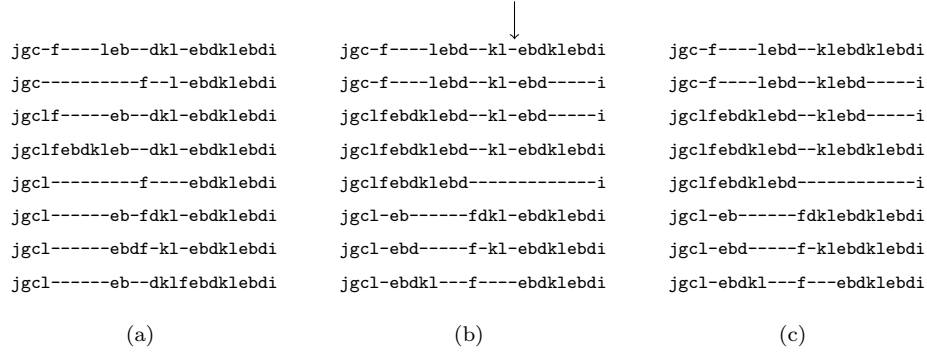 jgc-f----leb--dkl-ebdklebdi
jgc----------f--l-ebdklebdi
jgclf-----eb--dkl-ebdklebdi
jgclfebdkleb--dkl-ebdklebdi
jgcl---------f----ebdklebdi
jgcl------eb-fdkl-ebdklebdi
jgcl------ebdf-kl-ebdklebdi
jgcl------eb--dklfebdklebdi
(a)
jgc-f----lebd--kl-ebdklebdi
jgc-f----lebd--kl-ebd-----i
jgclfebdklebd--kl-ebd-----i
jgclfebdklebd--kl-ebdklebdi
jgclfebdklebd-------------i
jgcl-eb------fdkl-ebdklebdi
jgcl-ebd-----f-kl-ebdklebdi
jgcl-ebdkl---f----ebdklebdi
(b)
jgc-f----lebd--klebdklebdi
jgc-f----lebd--klebd-----i
jgclfebdklebd--klebd-----i
jgclfebdklebd--klebdklebdi
jgclfebdklebd------------i
jgcl-eb------fdklebdklebdi
jgcl-ebd-----f-klebdklebdi
jgcl-ebdkl---f---ebdklebdi
(c)